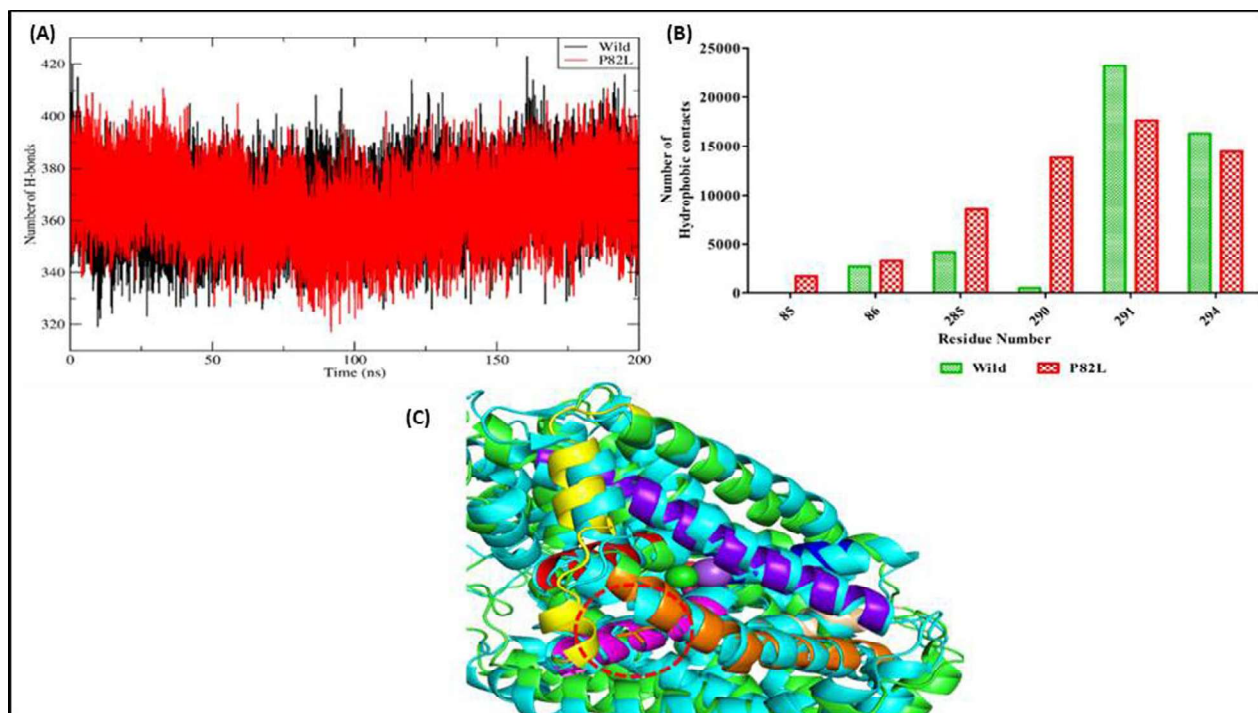 (A)
Wild
P82L
420
400
380
360
340
320
Number of H-bonds
0
50
100
150
200
Time (ns)
(B)
25000
20000
15000
10000
5000
0
Number of
Hydrophobic contacts
85
86
285
290
291
294
Residue Number
Wild
P82L
(C)